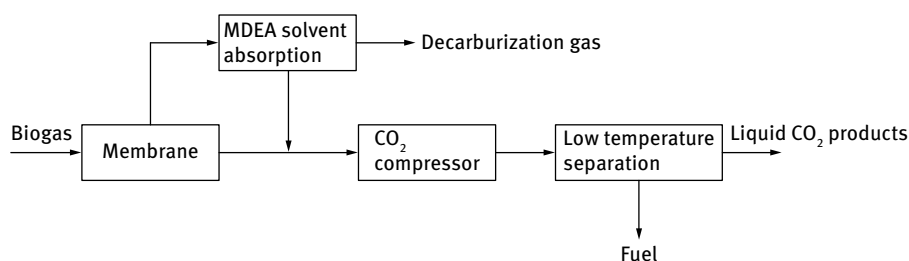 MDEA solvent
absorption
Decarburization gas
Biogas
Membrane
CO₂
compressor
Low temperature
separation
Liquid CO₂ products
Fuel